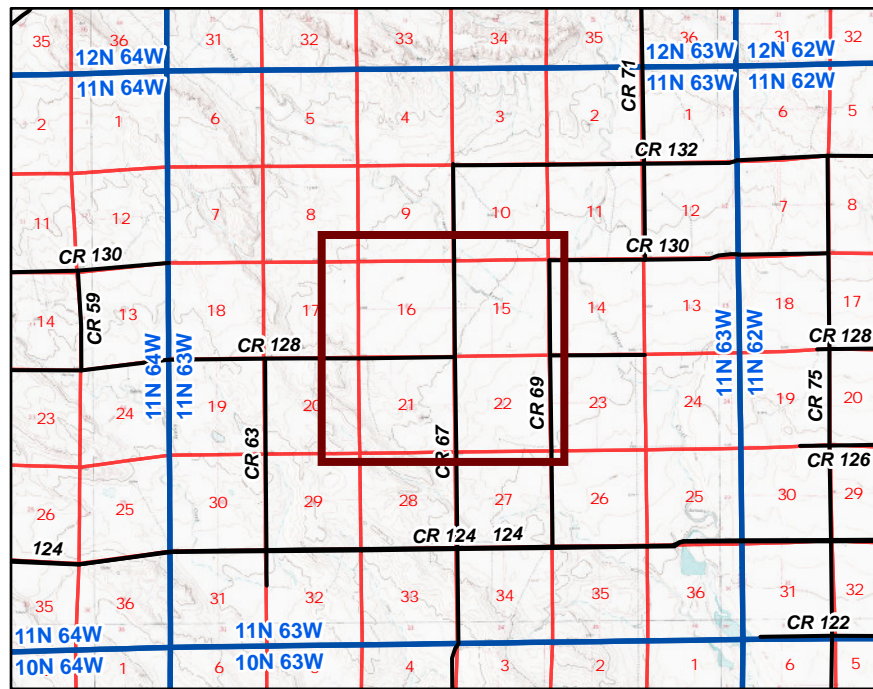 35 36 31 32 33 34 35 36 31 32
12N 64W 12N 63W 12N 62W
11N 64W 11N 63W 11N 62W
CR 71
2 1 6 5 4 3 2 1 6 5
CR 132
11 12 7 8 9 10 11 12 7 8
CR 130 CR 130
CR 59
14 13 18 17 16 15 14 13 18 17
11N 64W 11N 63W
11N 63W 11N 62W
CR 128 CR 128
23 24 19 20 21 22 23 24 19 20
CR 63 CR 67 CR 69 CR 75
CR 126
26 25 30 29 28 27 26 25 30 29
124 CR 124 124
35 36 31 32 33 34 35 36 31 32
CR 122
11N 64W 11N 63W
10N 64W 10N 63W
1 6 4 3 2 1 6 5